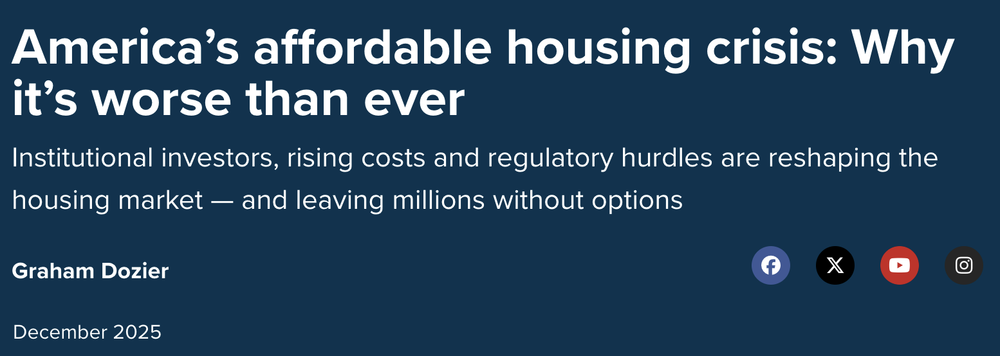 America’s affordable housing crisis: Why
it’s worse than ever
Institutional investors, rising costs and regulatory hurdles are reshaping the
housing market — and leaving millions without options
Graham Dozier
December 2025